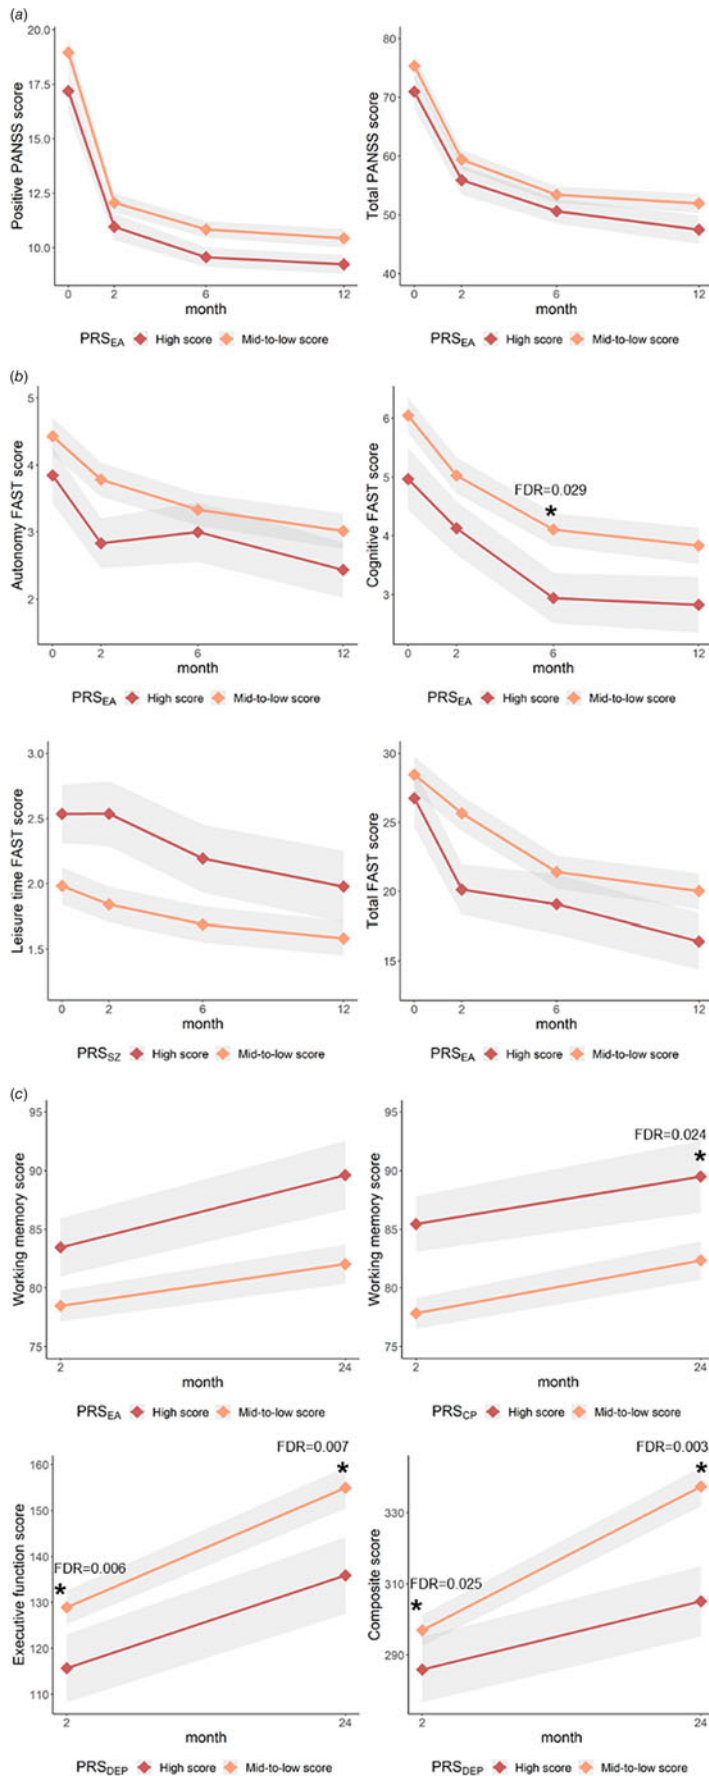 (a)
Positive PANSS score
20.0
17.5
15.0
12.5
10.0
0 2 6 12
month
PRSEA High score Mid-to-low score
Total PANSS score
80
70
60
50
40
0 2 6 12
month
PRSEA High score Mid-to-low score
(b)
Autonomy FAST score
5
4
3
2
0 2 6 12
month
PRSEA High score Mid-to-low score
Cognitive FAST score
6
5
4
3
FDR=0.029
*
0 2 6 12
month
PRSEA High score Mid-to-low score
Leisure time FAST score
3.0
2.5
2.0
1.5
0 2 6 12
month
PRSSZ High score Mid-to-low score
Total FAST score
30
25
20
15
0 2 6 12
month
PRSEA High score Mid-to-low score
(c)
Working memory score
95
90
85
80
75
2 24
month
PRSEA High score Mid-to-low score
Working memory score
95
90
85
80
75
FDR=0.024
*
2 24
month
PRSCP High score Mid-to-low score
Executive function score
160
150
140
130
120
110
FDR=0.007
*
FDR=0.006
*
2 24
month
PRSDEP High score Mid-to-low score
Composite score
330
310
290
FDR=0.003
*
FDR=0.025
*
2 24
month
PRSDEP High score Mid-to-low score